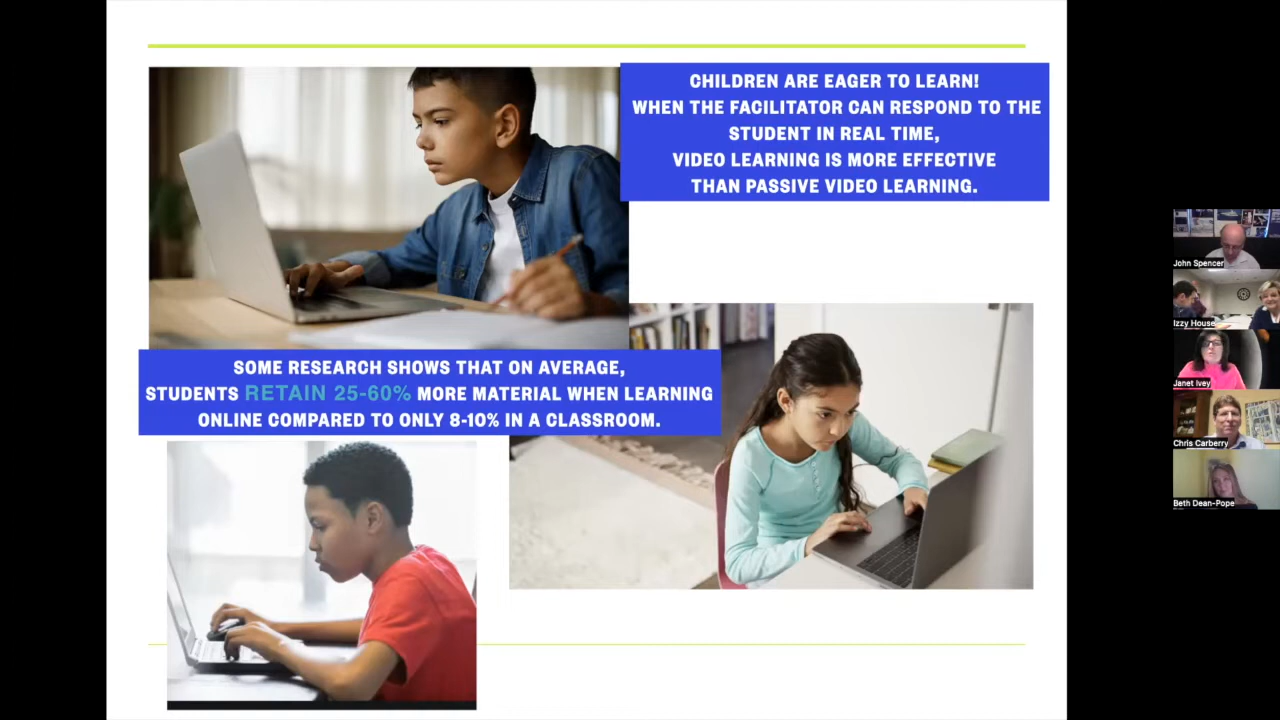 CHILDREN ARE EAGER TO LEARN!
WHEN THE FACILITATOR CAN RESPOND TO THE
STUDENT IN REAL TIME,
VIDEO LEARNING IS MORE EFFECTIVE
THAN PASSIVE VIDEO LEARNING.
SOME RESEARCH SHOWS THAT ON AVERAGE,
STUDENTS RETAIN 25-60% MORE MATERIAL WHEN LEARNING
ONLINE COMPARED TO ONLY 8-10% IN A CLASSROOM.
John Spencer
Izzy House
Janet Ivey
Chris Carberry
Beth Dean-Pope